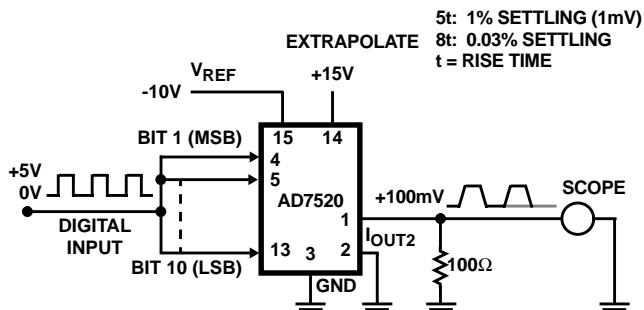 5t: 1% SETTLING (1mV)
8t: 0.03% SETTLING
t = RISE TIME
EXTRAPOLATE
VREF
+15V
-10V
BIT 1 (MSB)
15
14
4
5
+5V
0V
AD7520
+100mV
SCOPE
1
DIGITAL
INPUT
IOUT2
13
3
2
100Ω
BIT 10 (LSB)
GND